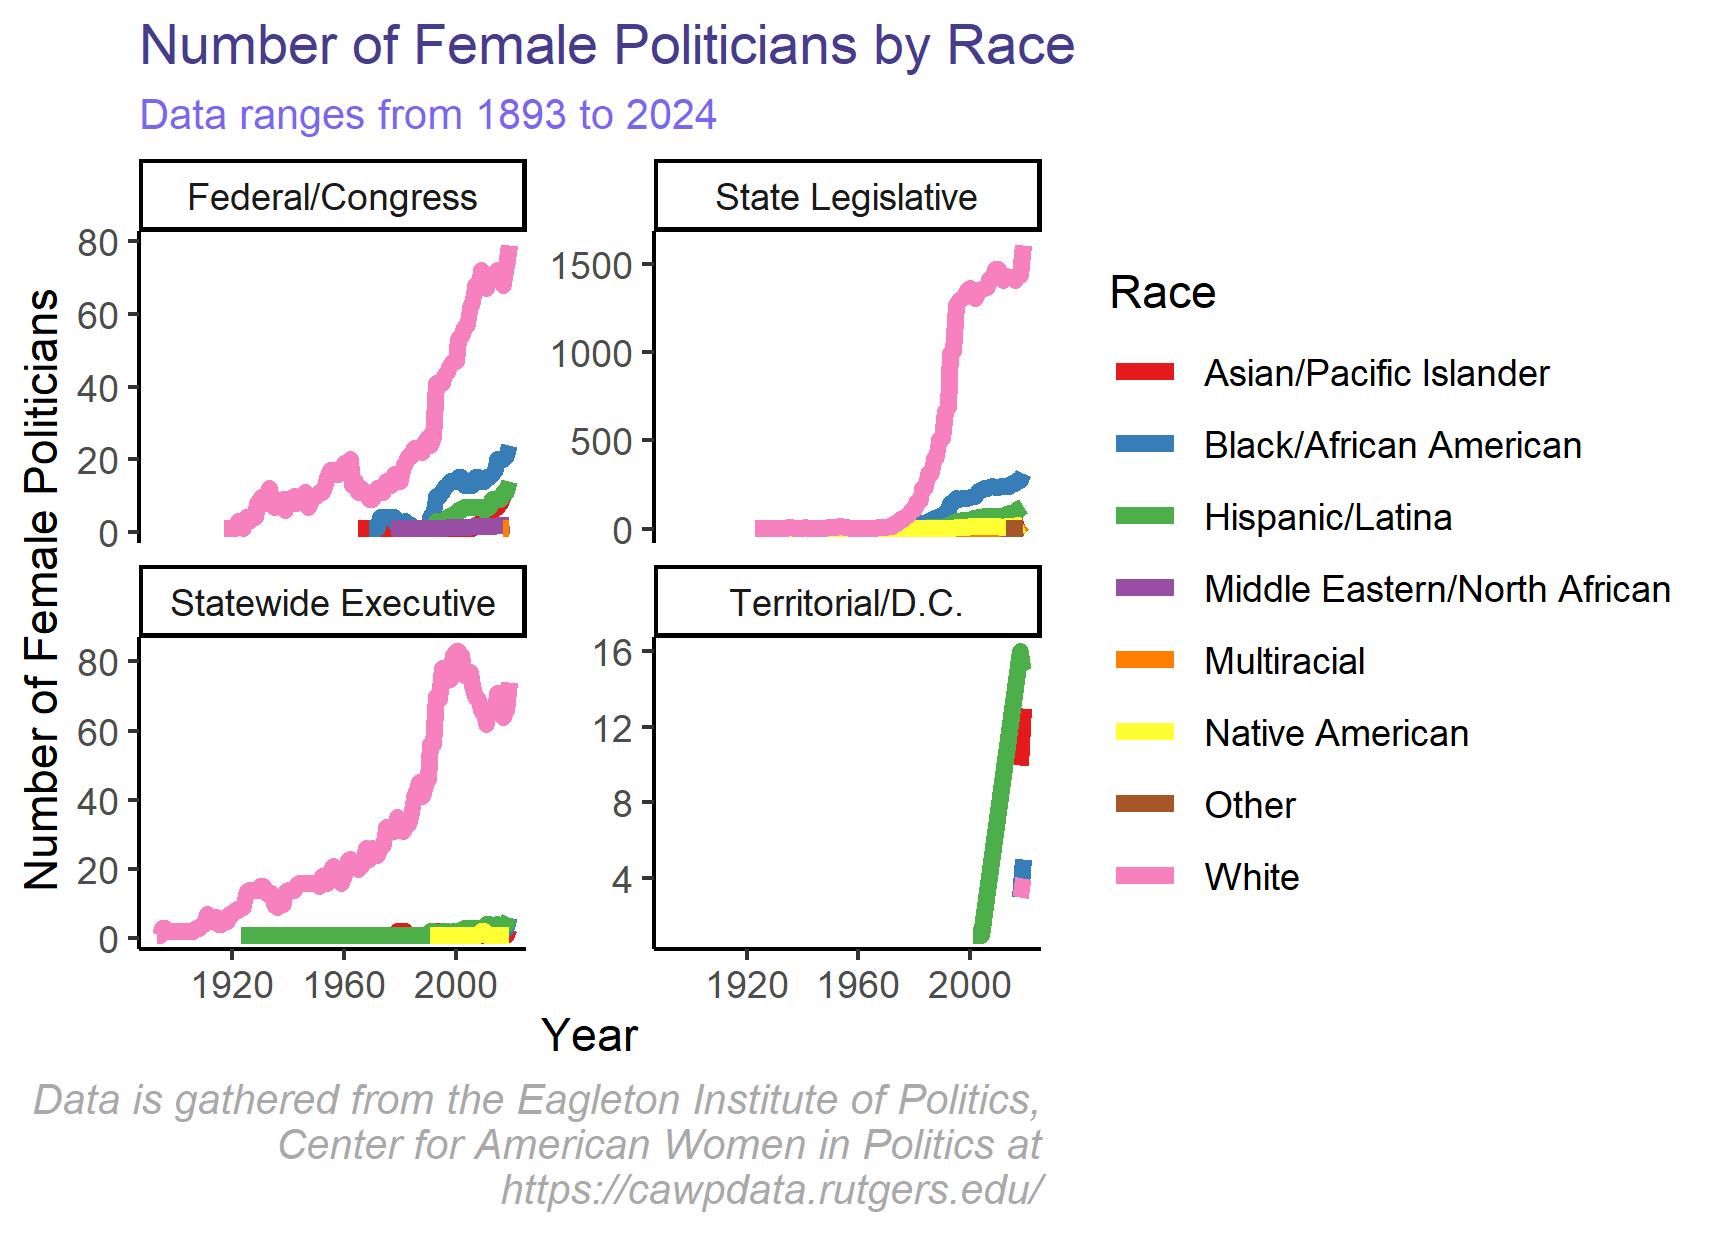 Number of Female Politicians by Race
Data ranges from 1893 to 2024
Number of Female Politicians
Federal/Congress
80
60
40
20
0
State Legislative
1500
1000
500
0
Statewide Executive
80
60
40
20
0
1920 1960 2000
Territorial/D.C.
16
12
8
4
1920 1960 2000
Year
Race
Asian/Pacific Islander
Black/African American
Hispanic/Latina
Middle Eastern/North African
Multiracial
Native American
Other
White
Data is gathered from the Eagleton Institute of Politics,
Center for American Women in Politics at
https://cawpdata.rutgers.edu/